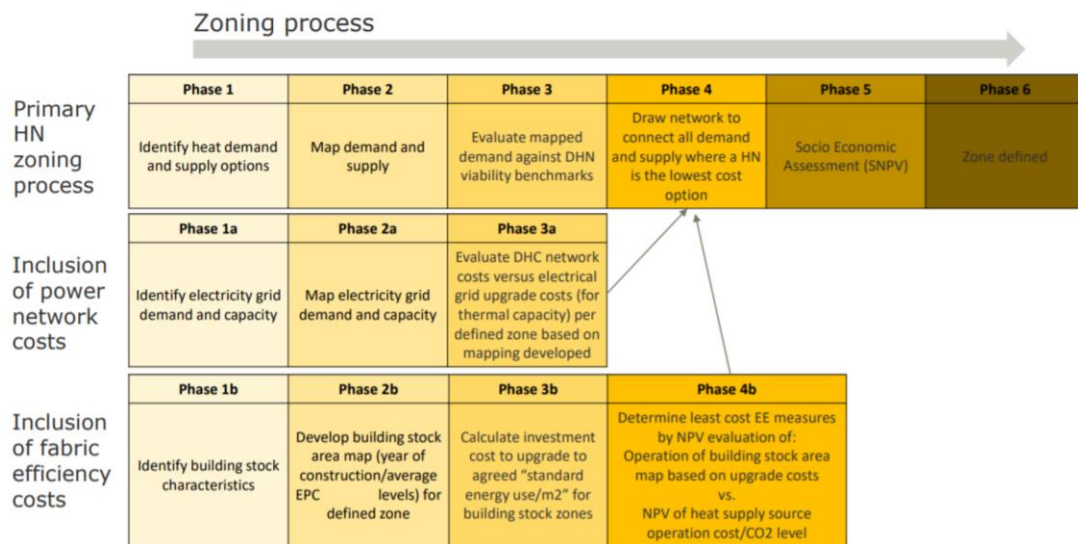 Zoning process
Primary
HN
zoning
process
Phase 1
Identify heat demand
and supply options
Phase 2
Map demand and
supply
Phase 3
Evaluate mapped
demand against DHN
viability benchmarks
Phase 4
Draw network to
connect all demand
and supply where a HN
is the lowest cost
option
Phase 5
Socio Economic
Assessment (SNPV)
Phase 6
Zone defined
Inclusion
of power
network
costs
Phase 1a
Identify electricity grid
demand and capacity
Phase 2a
Map electricity grid
demand and capacity
Phase 3a
Evaluate DHC network
costs versus electrical
grid upgrade costs (for
thermal capacity) per
defined zone based on
mapping developed
Inclusion
of fabric
efficiency
costs
Phase 1b
Identify building stock
characteristics
Phase 2b
Develop building stock
area map (year of
construction/average
EPC levels) for
defined zone
Phase 3b
Calculate investment
cost to upgrade to
agreed “standard
energy use/m2” for
building stock zones
Phase 4b
Determine least cost EE measures
by NPV evaluation of:
Operation of building stock area
map based on upgrade costs
vs.
NPV of heat supply source
operation cost/CO2 level